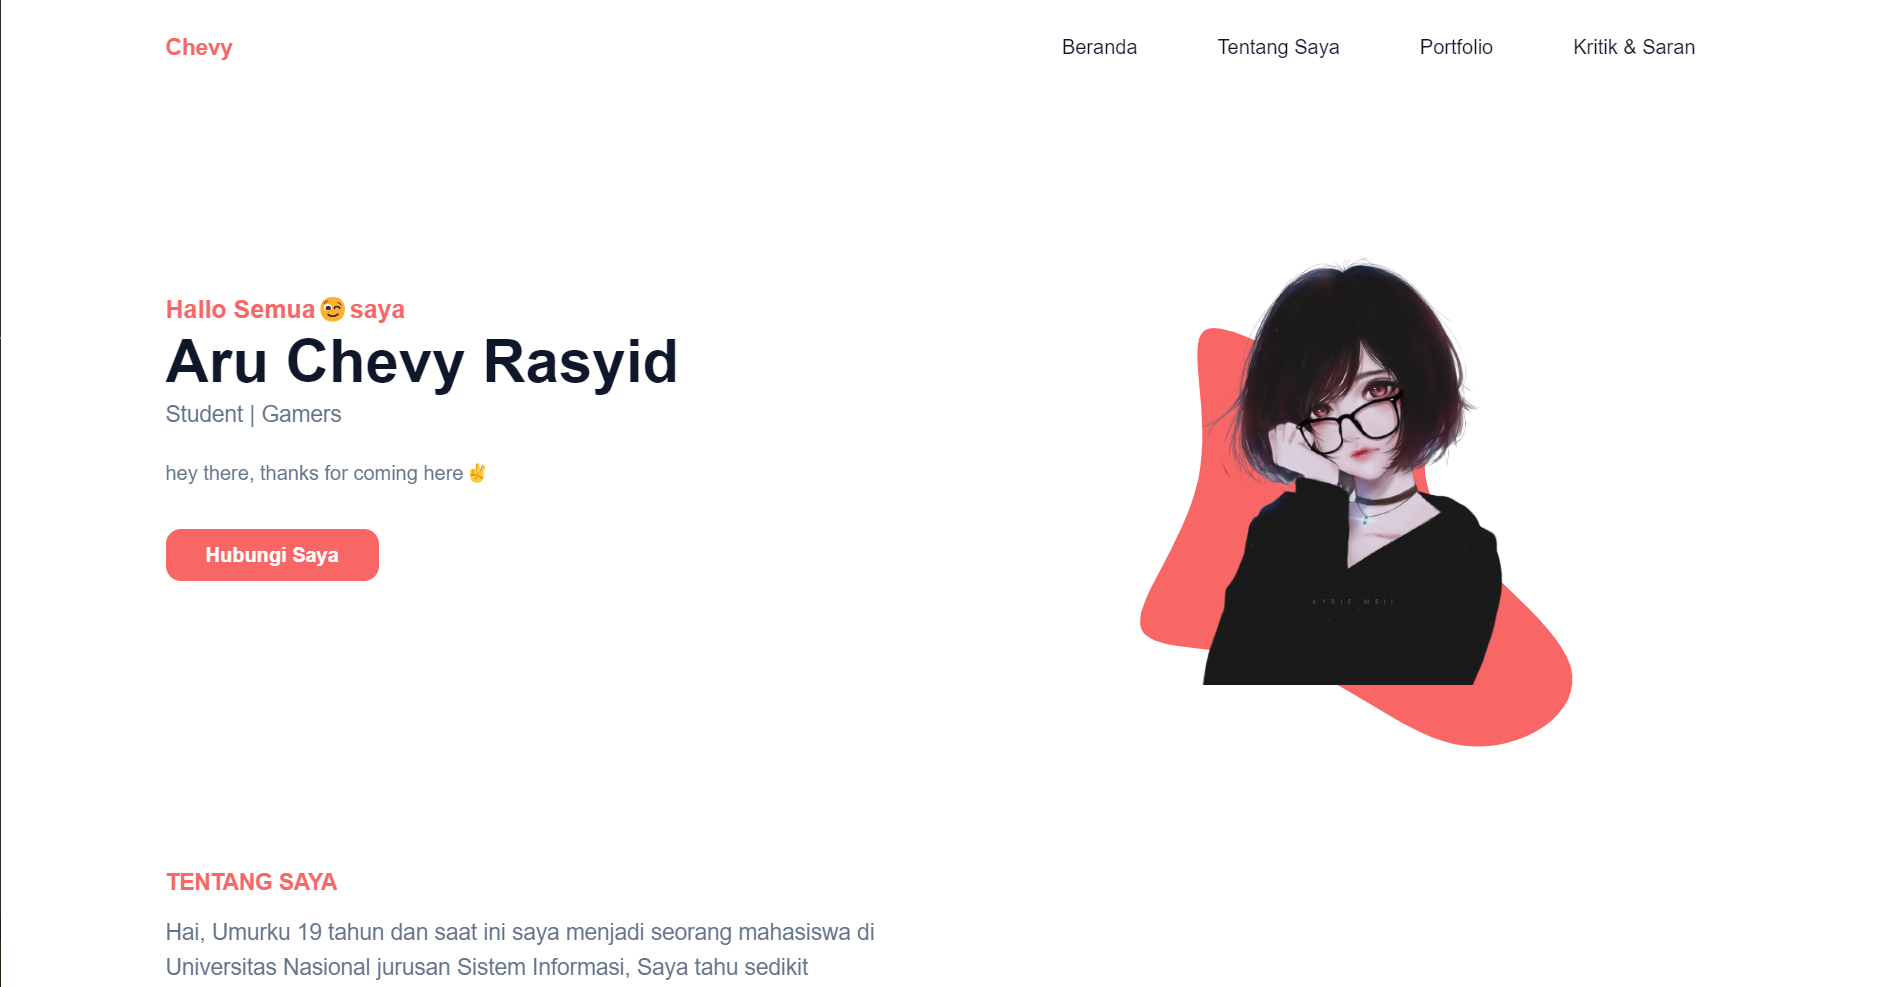 Chevy
Beranda Tentang Saya Portfolio Kritik & Saran
Hallo Semua😉saya
Aru Chevy Rasyid
Student | Gamers
hey there, thanks for coming here✌
Hubungi Saya
TENTANG SAYA
Hai, Umurku 19 tahun dan saat ini saya menjadi seorang mahasiswa di
Universitas Nasional jurusan Sistem Informasi, Saya tahu sedikit